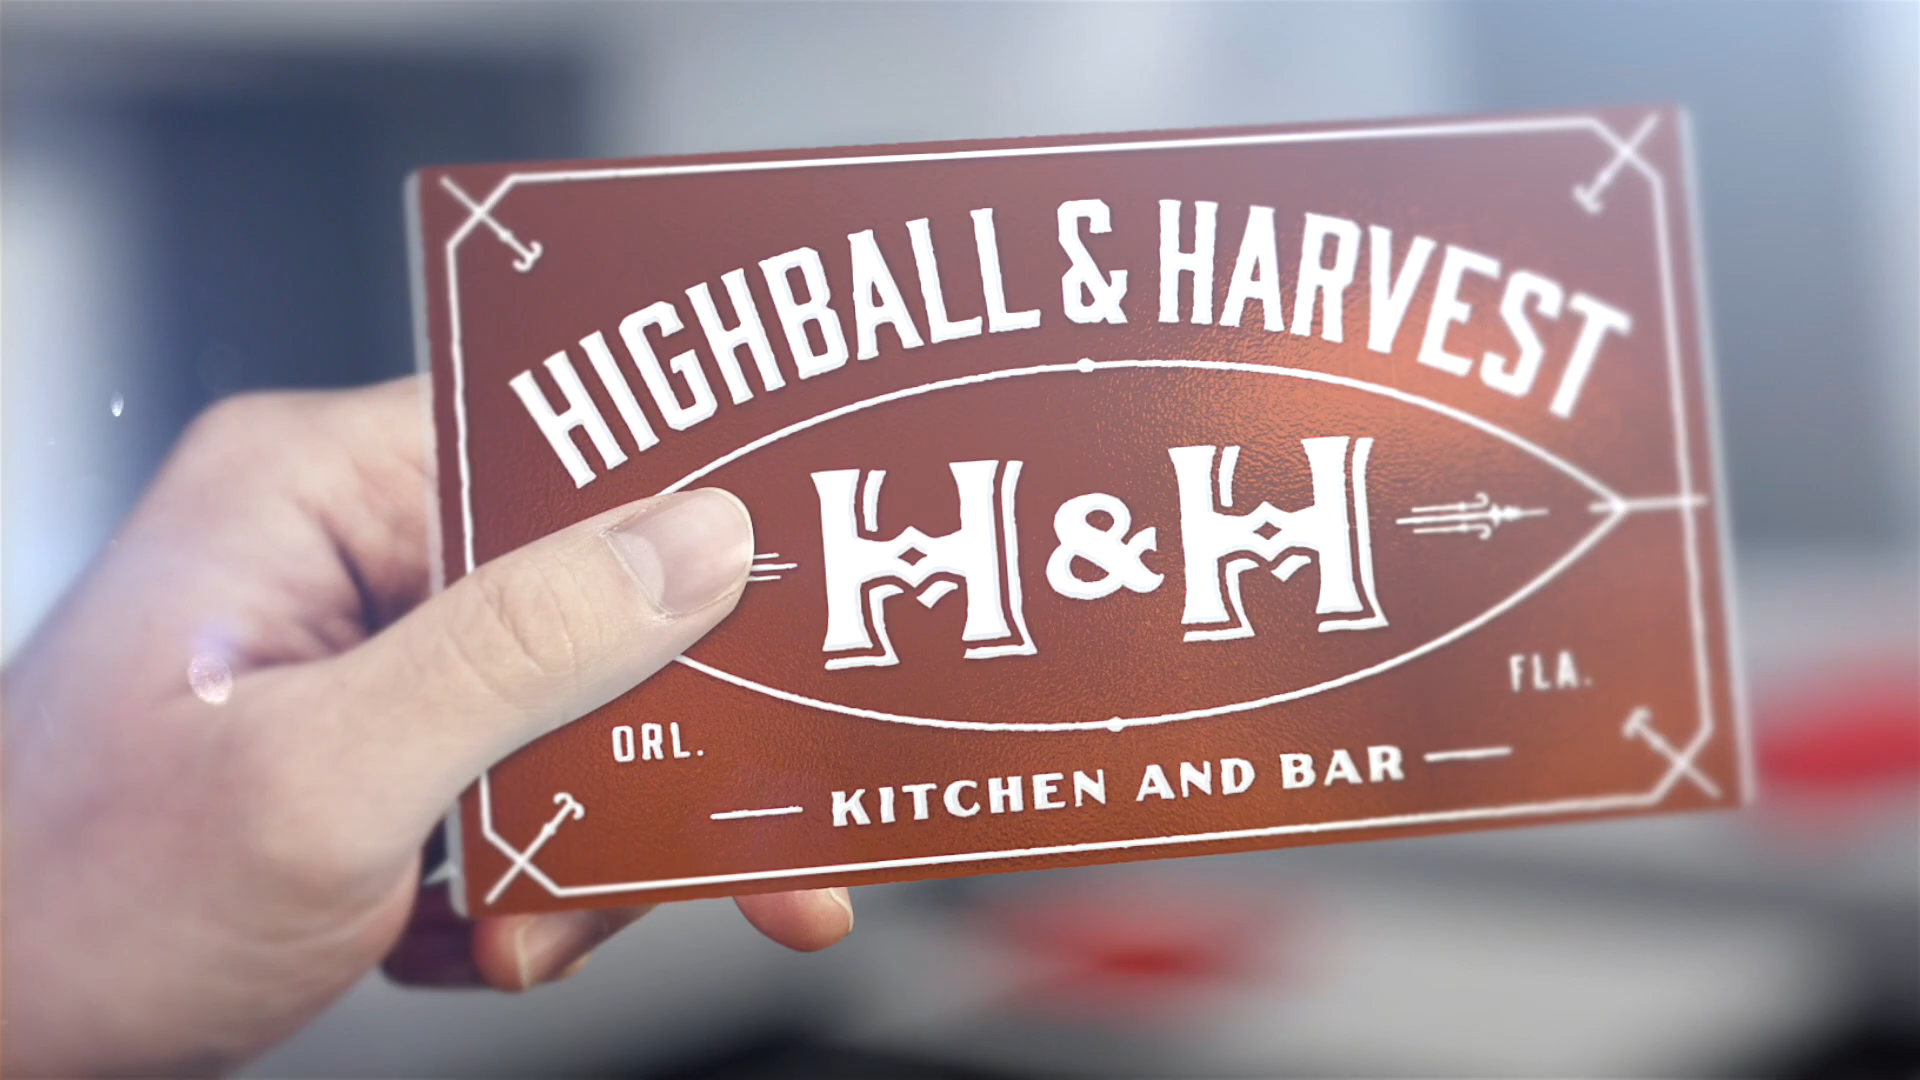 HIGHBALL & HARVEST
H&H
ORL.
FLA.
KITCHEN AND BAR